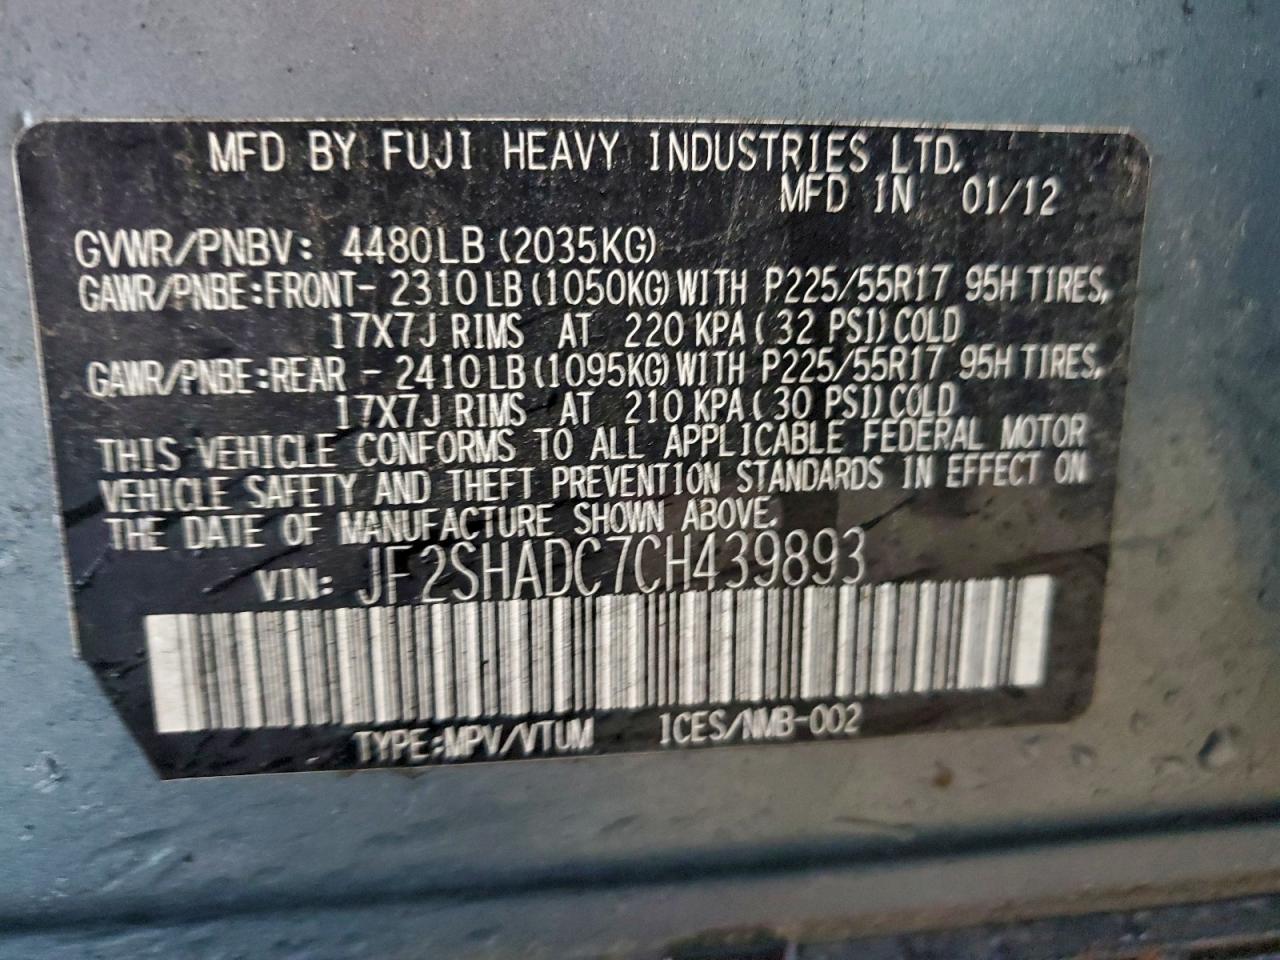 MFD BY FUJI HEAVY INDUSTRIES LTD.
MFD IN 01/12
GVWR/PNBV: 4480LB (2035KG)
GAWR/PNBE:FRONT- 2310LB (1050KG) WITH P225/55R17 95H TIRES,
17X7J RIMS AT 220 KPA ( 32 PSI) COLD
GAWR/PNBE:REAR - 2410LB (1095KG) WITH P225/55R17 95H TIRES,
17X7J RIMS AT 210 KPA ( 30 PSI) COLD
THIS VEHICLE CONFORMS TO ALL APPLICABLE FEDERAL MOTOR
VEHICLE SAFETY AND THEFT PREVENTION STANDARDS IN EFFECT ON
THE DATE OF MANUFACTURE SHOWN ABOVE.
VIN: JF2SHADC7CH439893
TYPE:MPV/VTUM ICES/NMB-002